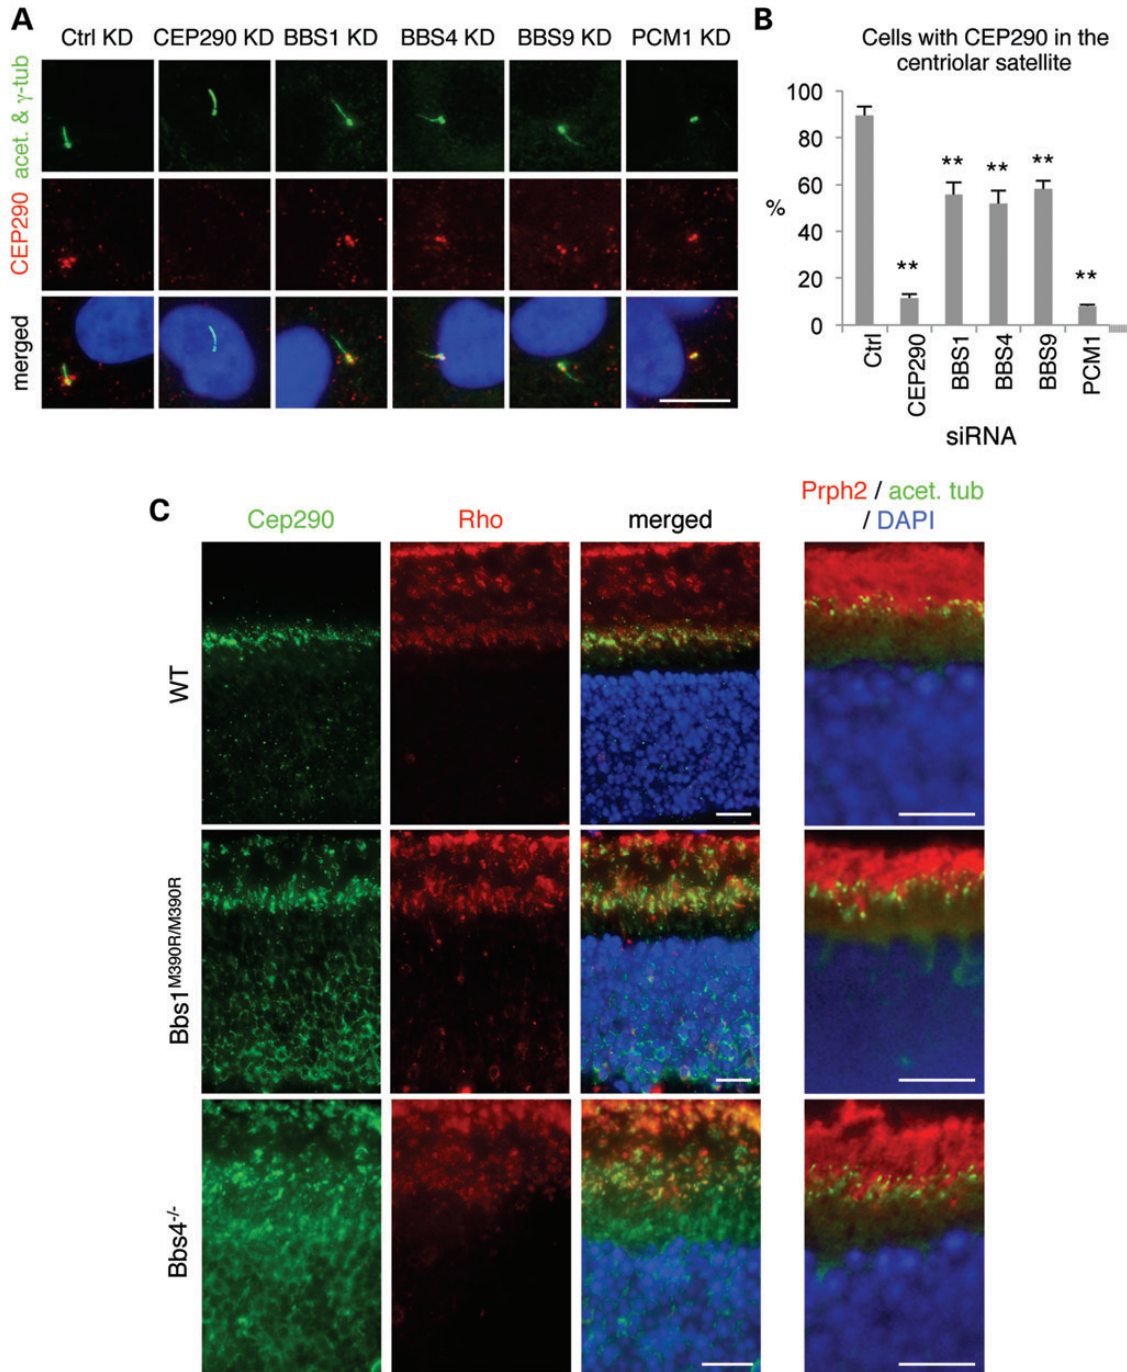 A
Ctrl KD CEP290 KD BBS1 KD BBS4 KD BBS9 KD PCM1 KD
acet. & γ-tub
CEP290
merged
B
Cells with CEP290 in the
centriolar satellite
100
80
60
40
20
0
%
**
**
**
**
**
Ctrl
CEP290
BBS1
BBS4
BBS9
PCM1
siRNA
C
Cep290 Rho merged
Prph2 / acet. tub
/ DAPI
WT
Bbs1M390R/M390R
Bbs4-/-